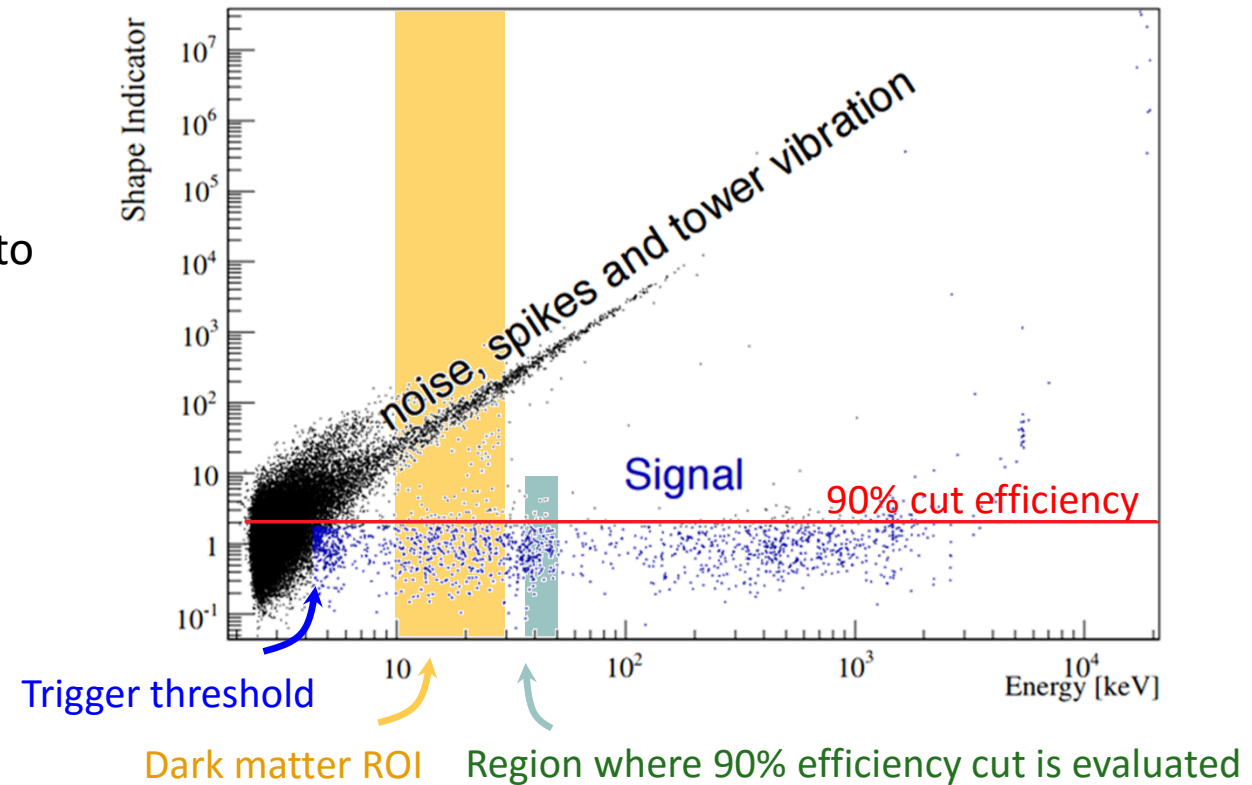 Shape Indicator
10⁷
10⁶
10⁵
10⁴
10³
10²
10
1
10⁻¹
to
noise, spikes and tower vibration
Signal
90% cut efficiency
10 10² 10³ 10⁴
Energy [keV]
Trigger threshold
Dark matter ROI Region where 90% efficiency cut is evaluated